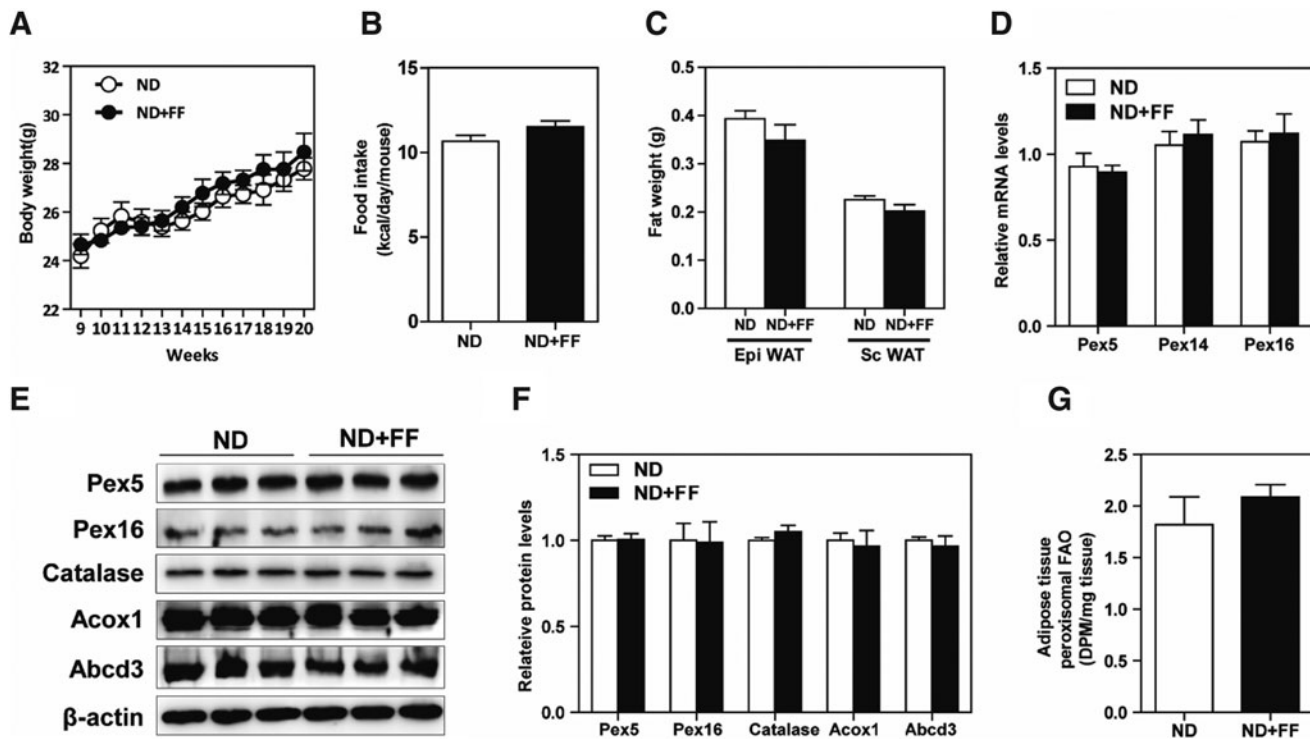 A
Body weight(g)
32
30
28
26
24
22
ND
ND+FF
9 10 11 12 13 14 15 16 17 18 19 20
Weeks
B
Food intake
(kcal/day/mouse)
15
10
5
0
ND ND+FF
C
Fat weight (g)
0.5
0.4
0.3
0.2
0.1
0.0
ND ND+FF ND ND+FF
Epi WAT Sc WAT
D
Relative mRNA levels
1.5
1.0
0.5
0.0
ND
ND+FF
Pex5 Pex14 Pex16
E
ND ND+FF
Pex5
Pex16
Catalase
Acox1
Abcd3
β-actin
F
Relateive protein levels
1.5
1.0
0.5
0.0
ND
ND+FF
Pex5 Pex16 Catalase Acox1 Abcd3
G
Adipose tissue
peroxisomal FAO
(DPM/mg tissue)
2.5
2.0
1.5
1.0
0.5
0.0
ND ND+FF